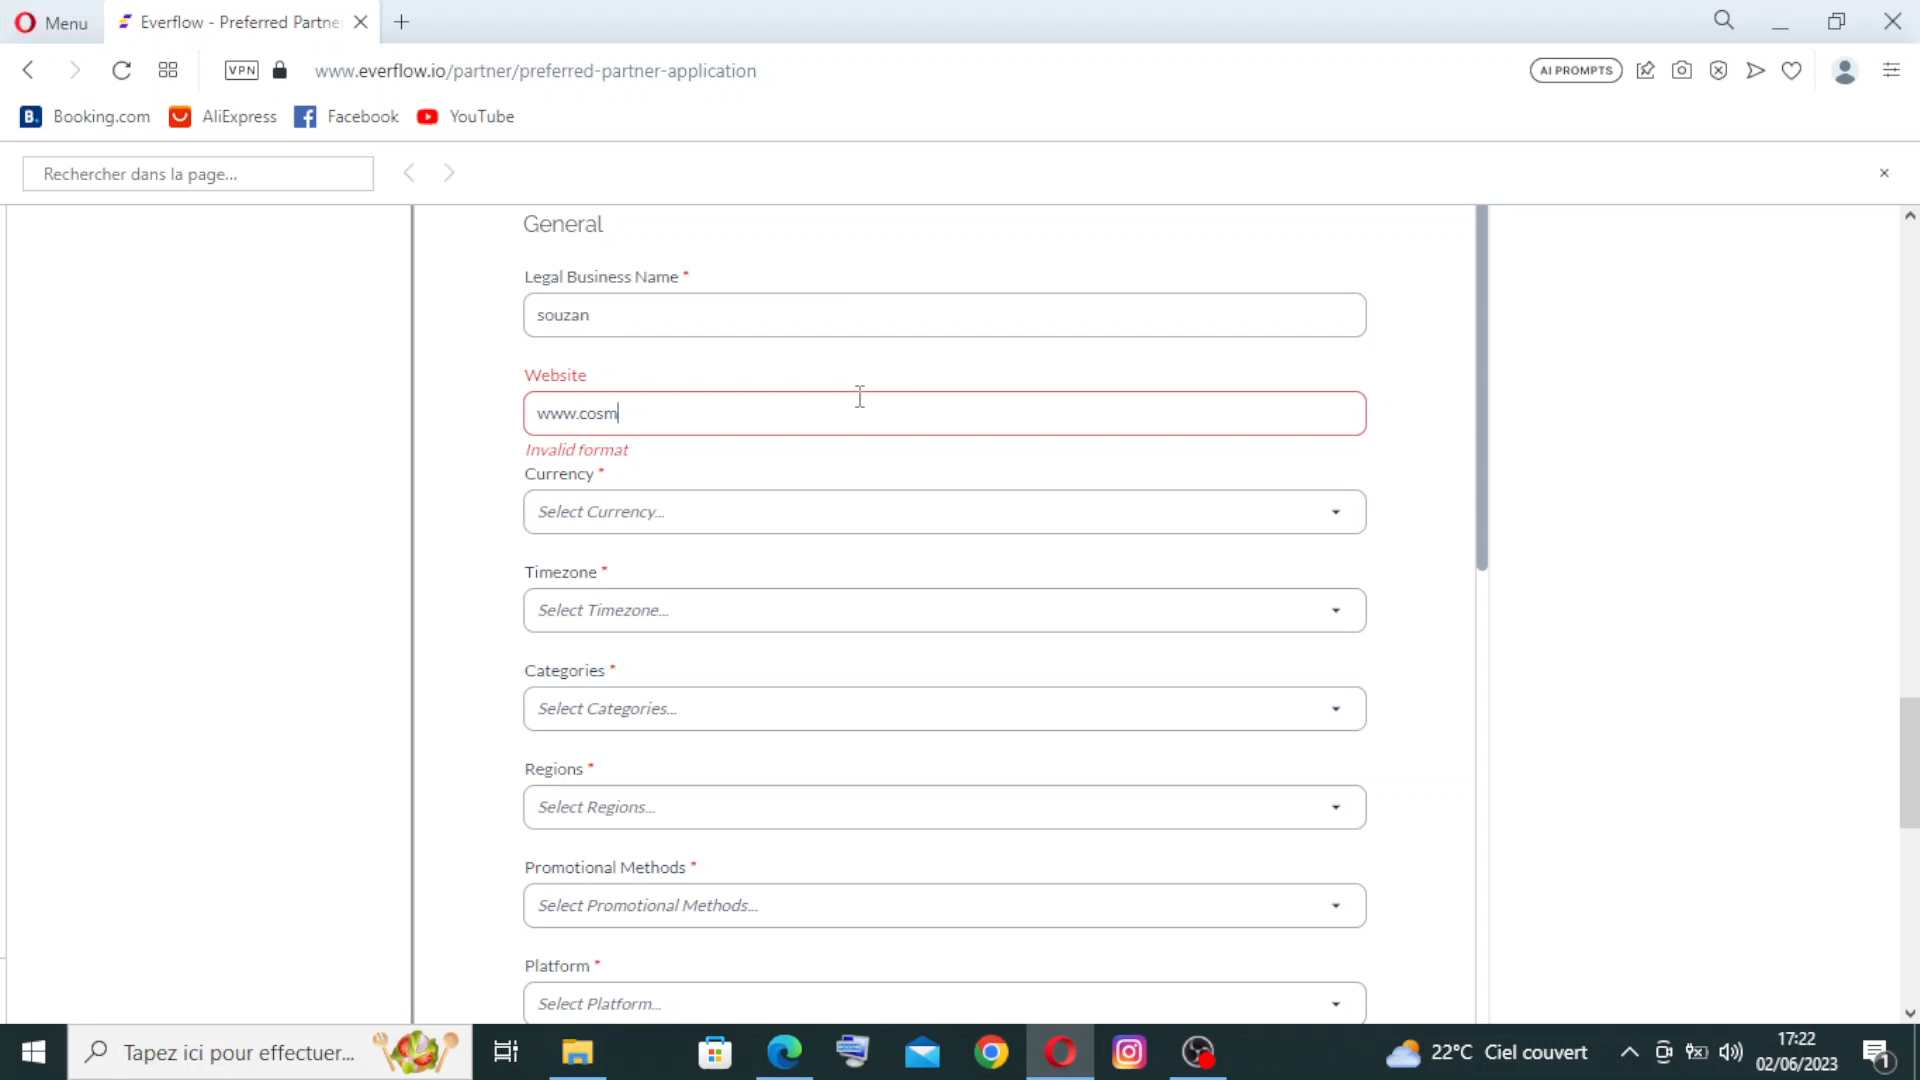 Menu
Everflow - Preferred Partne
VPN
www.everflow.io/partner/preferred-partner-application
AI PROMPTS
B.
Booking.com
AliExpress
Facebook
YouTube
Rechercher dans la page...
General
Legal Business Name *
souzan
Website
www.cosm
Invalid format
Currency *
Select Currency...
Timezone *
Select Timezone...
Categories *
Select Categories...
Regions *
Select Regions...
Promotional Methods *
Select Promotional Methods...
Platform *
Select Platform...
Tapez ici pour effectuer...
22°C Ciel couvert
17:22
02/06/2023
1